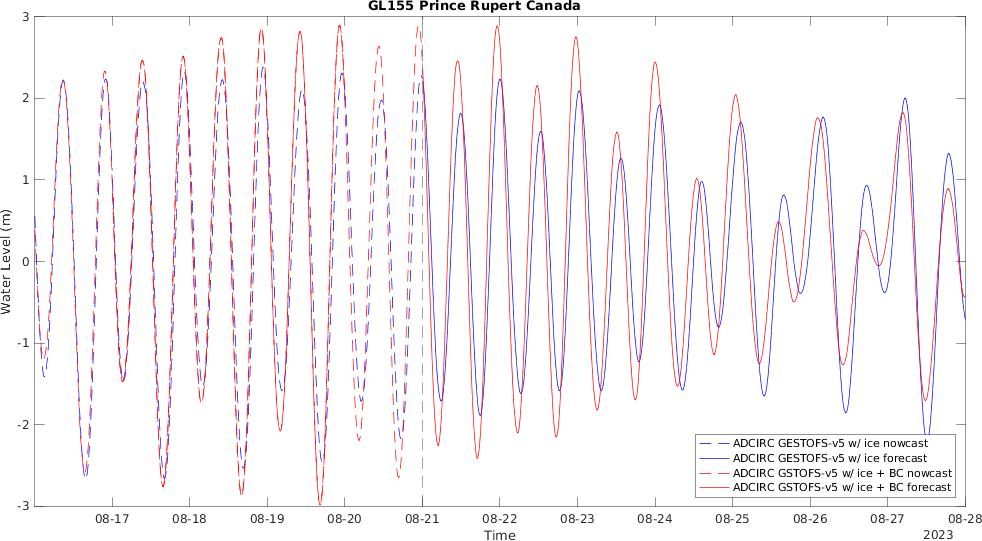 GL155 Prince Rupert Canada
3
2
1
0
-1
-2
-3
Water Level (m)
08-17 08-18 08-19 08-20 08-21 08-22 08-23 08-24 08-25 08-26 08-27 08-28
Time
2023
ADCIRC GESTOFS-v5 w/ ice nowcast
ADCIRC GESTOFS-v5 w/ ice forecast
ADCIRC GSTOFS-v5 w/ ice + BC nowcast
ADCIRC GSTOFS-v5 w/ ice + BC forecast